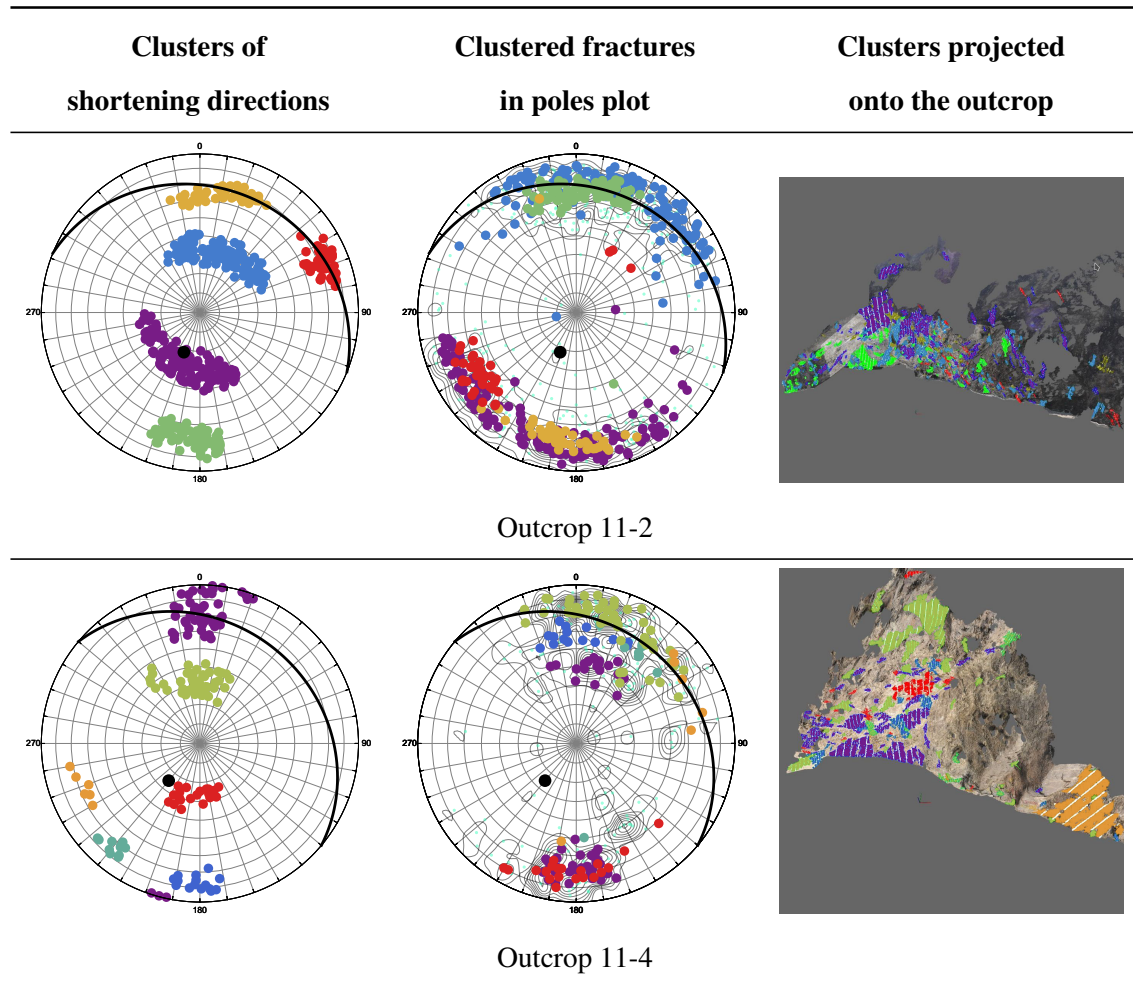 Clusters of
shortening directions
Clustered fractures
in poles plot
Clusters projected
onto the outcrop
0
270
90
180
0
270
90
180
Outcrop 11-2
0
270
90
180
0
270
90
180
Outcrop 11-4